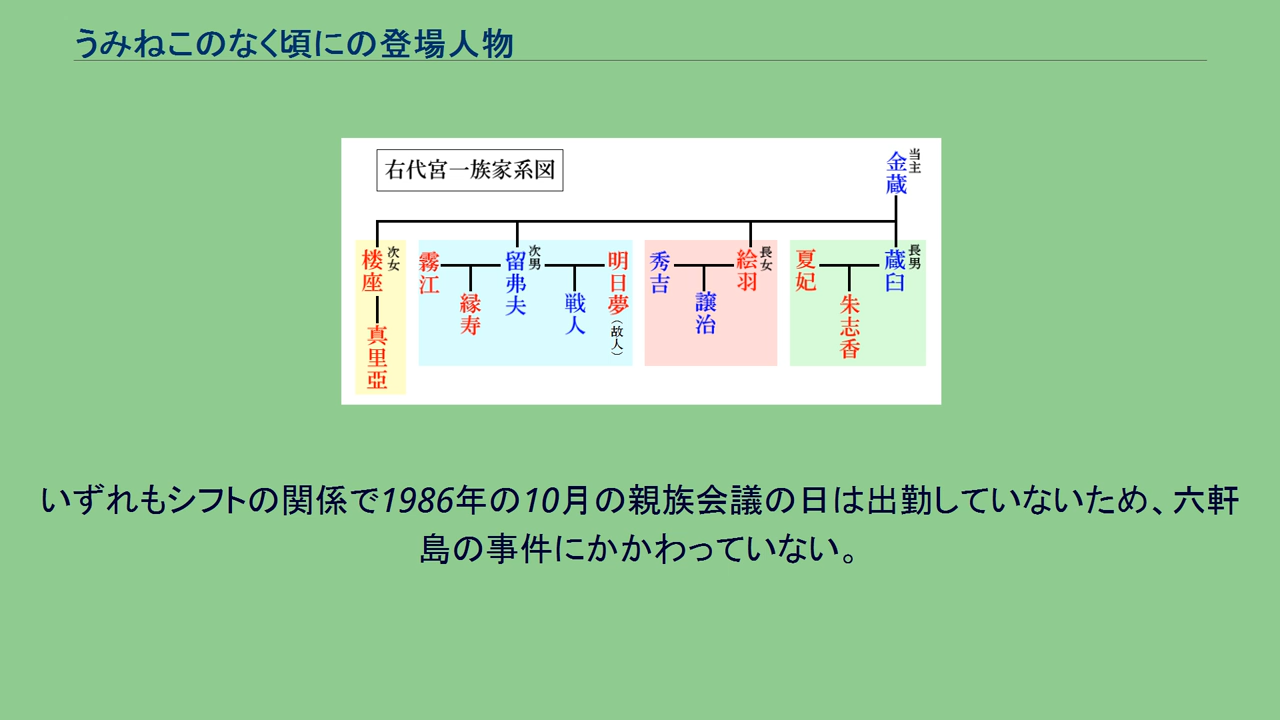 うみねこのなく頃にの登場人物
右代宮一族家系図
当主
金蔵
次女
楼座
真里亞
霧江
縁寿
次男
留弗夫
戦人
明日夢(故人)
秀吉
譲治
長女
絵羽
夏妃
朱志香
長男
蔵臼
いずれもシフトの関係で1986年の10月の親族会議の日は出勤していないため、六軒
島の事件にかかわっていない。